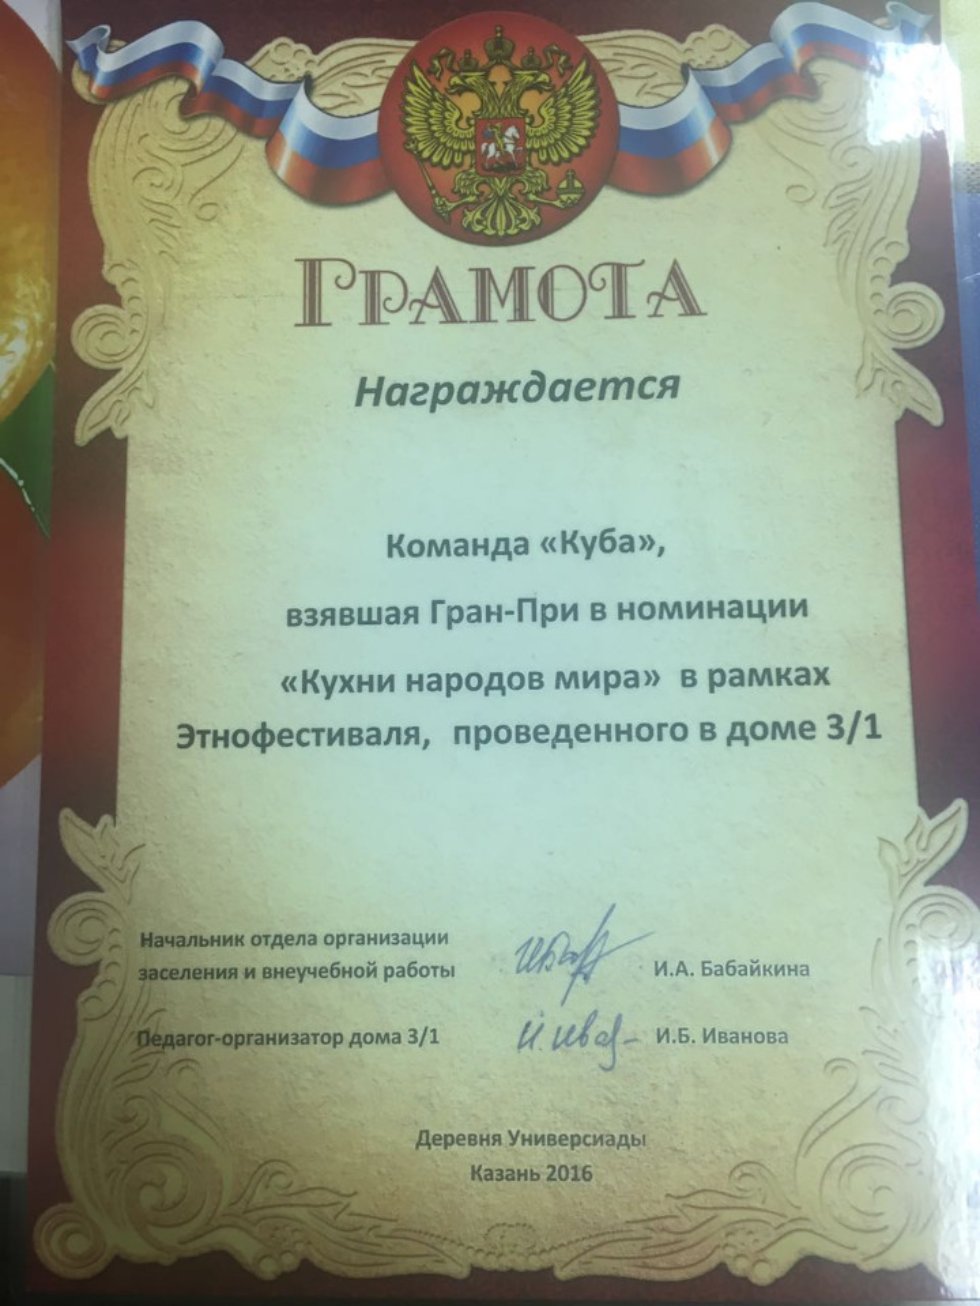 ГРАМОТА
Награждается
Команда «Куба»,
взявшая Гран-При в номинации
«Кухни народов мира» в рамках
Этнофестиваля, проведенного в доме 3/1
Начальник отдела организации
заселения и внеучебной работы
И.А. Бабайкина
Педагог-организатор дома 3/1
И.Б. Иванова
Деревня Универсиады
Казань 2016